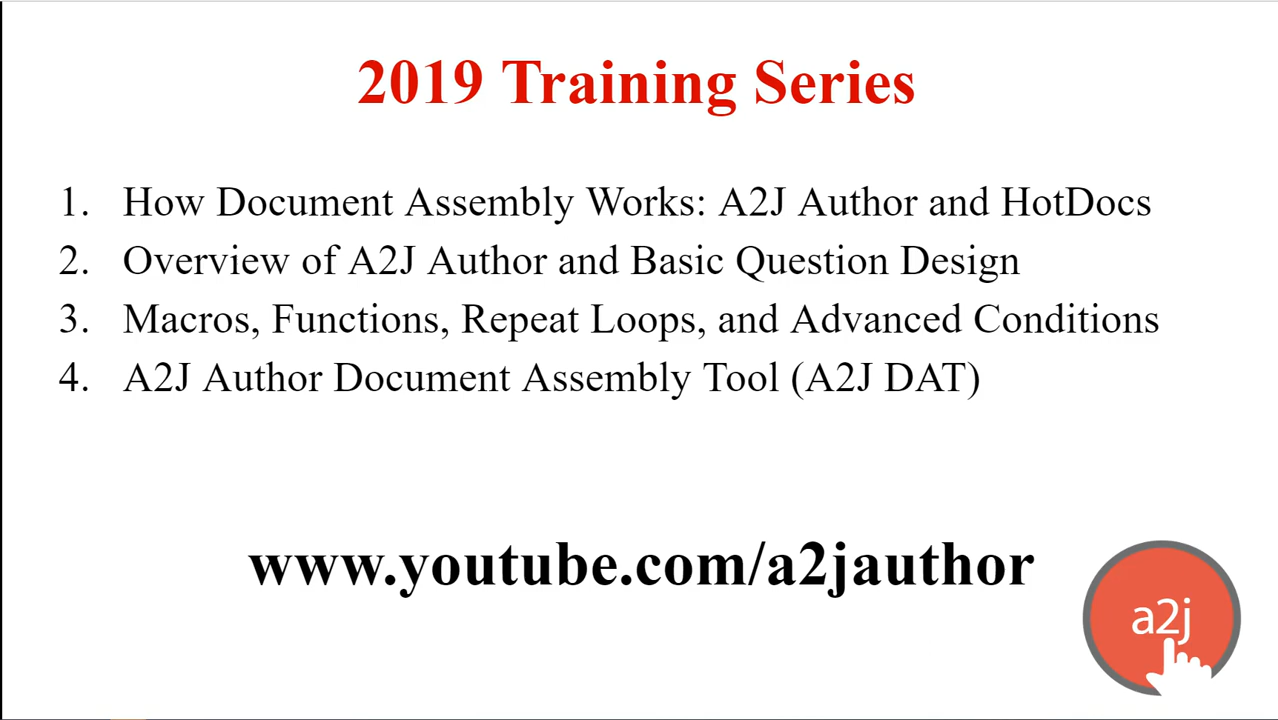 2019 Training Series
1. How Document Assembly Works: A2J Author and HotDocs
2. Overview of A2J Author and Basic Question Design
3. Macros, Functions, Repeat Loops, and Advanced Conditions
4. A2J Author Document Assembly Tool (A2J DAT)
www.youtube.com/a2jauthor
a2j